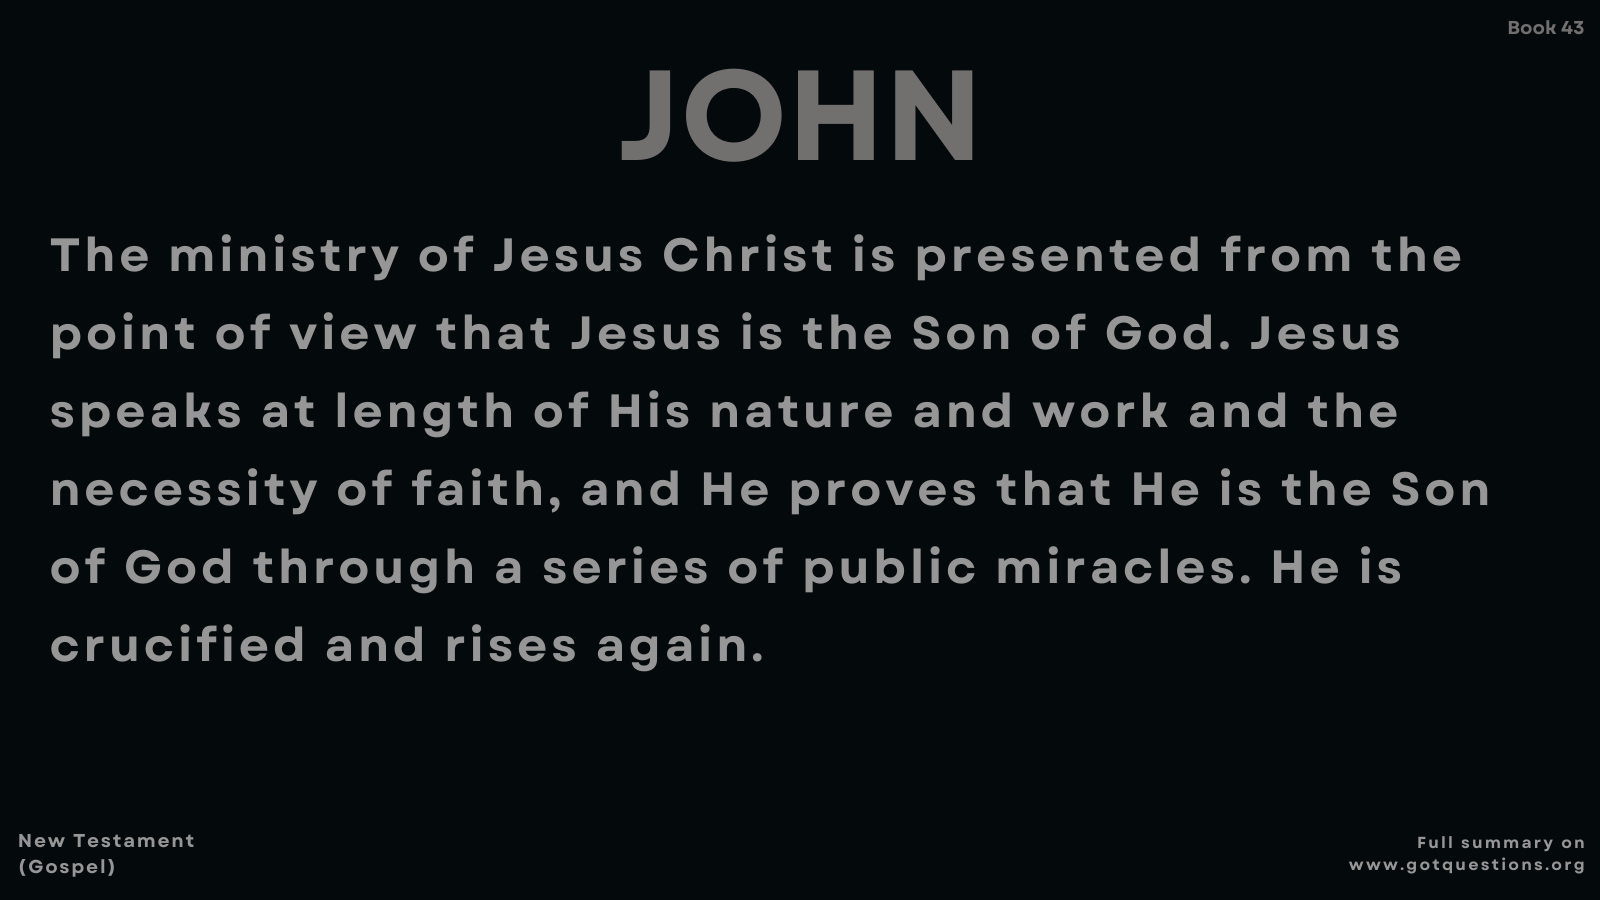 Book 43
JOHN
The ministry of Jesus Christ is presented from the
point of view that Jesus is the Son of God. Jesus
speaks at length of His nature and work and the
necessity of faith, and He proves that He is the Son
of God through a series of public miracles. He is
crucified and rises again.
New Testament
(Gospel)
Full summary on
www.gotquestions.org